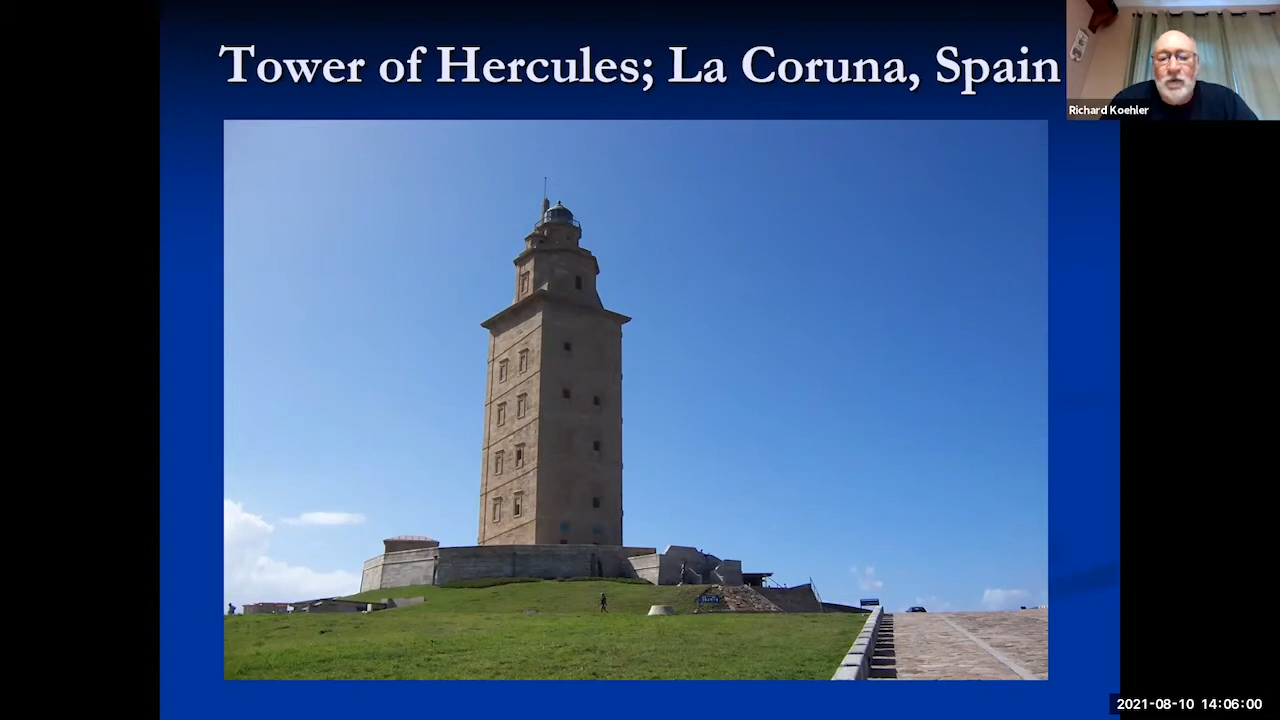 Tower of Hercules; La Coruna, Spain
Richard Koehler
2021-08-10 14:06:00